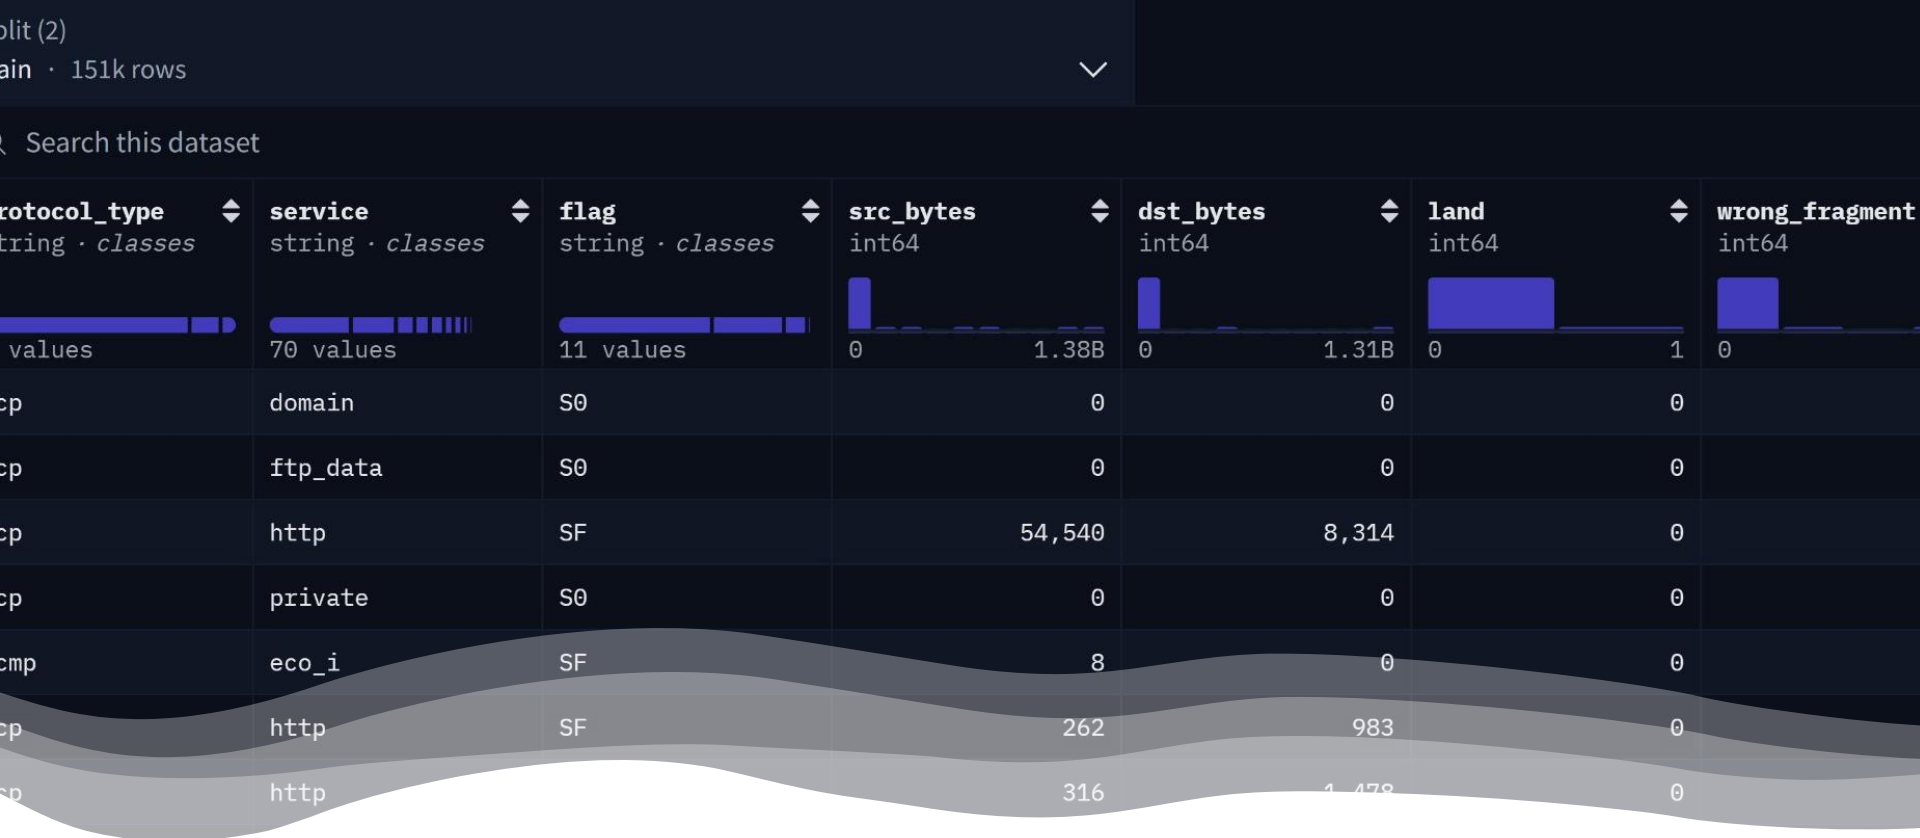 plit (2)
ain · 151k rows
Search this dataset
rotocol_type service flag src_bytes dst_bytes land wrong_fragment
tring · classes string · classes string · classes int64 int64 int64 int64
values 70 values 11 values 0 1.38B 0 1.31B 0 1 0
cp domain S0 0 0 0
cp ftp_data S0 0 0 0
cp http SF 54,540 8,314 0
cp private S0 0 0 0
cmp eco_i SF 8 0 0
cp http SF 262 983 0
cp http 316 1,478 0